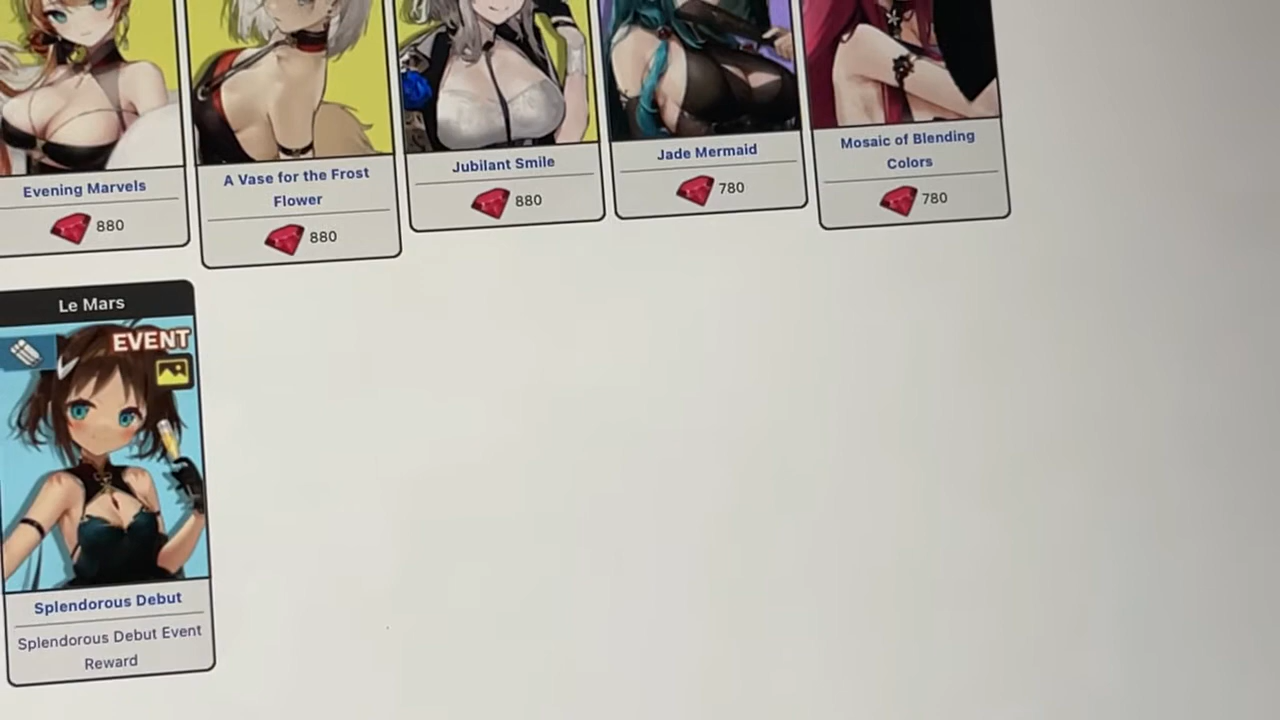 Evening Marvels
880
A Vase for the Frost
Flower
880
Jubilant Smile
880
Jade Mermaid
780
Mosaic of Blending
Colors
780
Le Mars
EVENT
Splendorous Debut
Splendorous Debut Event
Reward